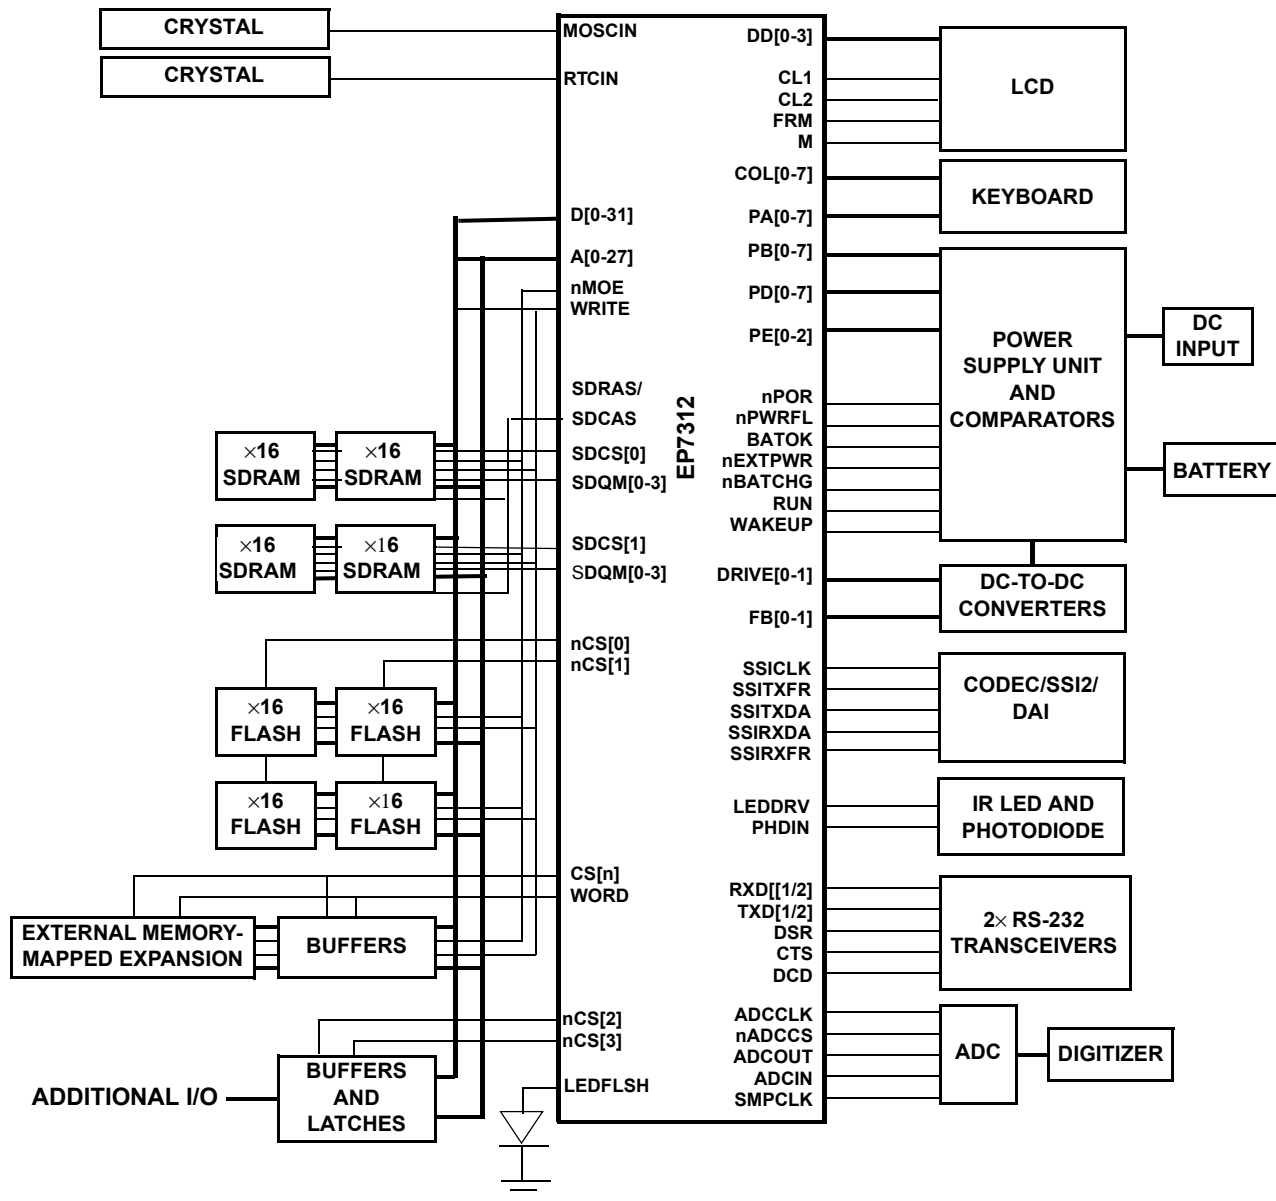 CRYSTAL
CRYSTAL
MOSCIN
RTCIN
D[0-31]
A[0-27]
nMOE
WRITE
SDRAS/
SDCAS
SDCS[0]
SDQM[0-3]
SDCS[1]
SDQM[0-3]
nCS[0]
nCS[1]
CS[n]
WORD
nCS[2]
nCS[3]
LEDFLSH
×16
SDRAM
×16
SDRAM
×16
SDRAM
×16
SDRAM
×16
FLASH
×16
FLASH
×16
FLASH
×16
FLASH
EXTERNAL MEMORY-
MAPPED EXPANSION
BUFFERS
ADDITIONAL I/O
BUFFERS
AND
LATCHES
EP7312
DD[0-3]
CL1
CL2
FRM
M
COL[0-7]
PA[0-7]
PB[0-7]
PD[0-7]
PE[0-2]
nPOR
nPWRFL
BATOK
nEXTPWR
nBATCHG
RUN
WAKEUP
DRIVE[0-1]
FB[0-1]
SSICLK
SSITXFR
SSITXDA
SSIRXDA
SSIRXFR
LEDDRV
PHDIN
RXD[[1/2]
TXD[1/2]
DSR
CTS
DCD
ADCCLK
nADCCS
ADCOUT
ADCIN
SMPCLK
LCD
KEYBOARD
POWER
SUPPLY UNIT
AND
COMPARATORS
DC
INPUT
BATTERY
DC-TO-DC
CONVERTERS
CODEC/SSI2/
DAI
IR LED AND
PHOTODIODE
2× RS-232
TRANSCEIVERS
ADC
DIGITIZER